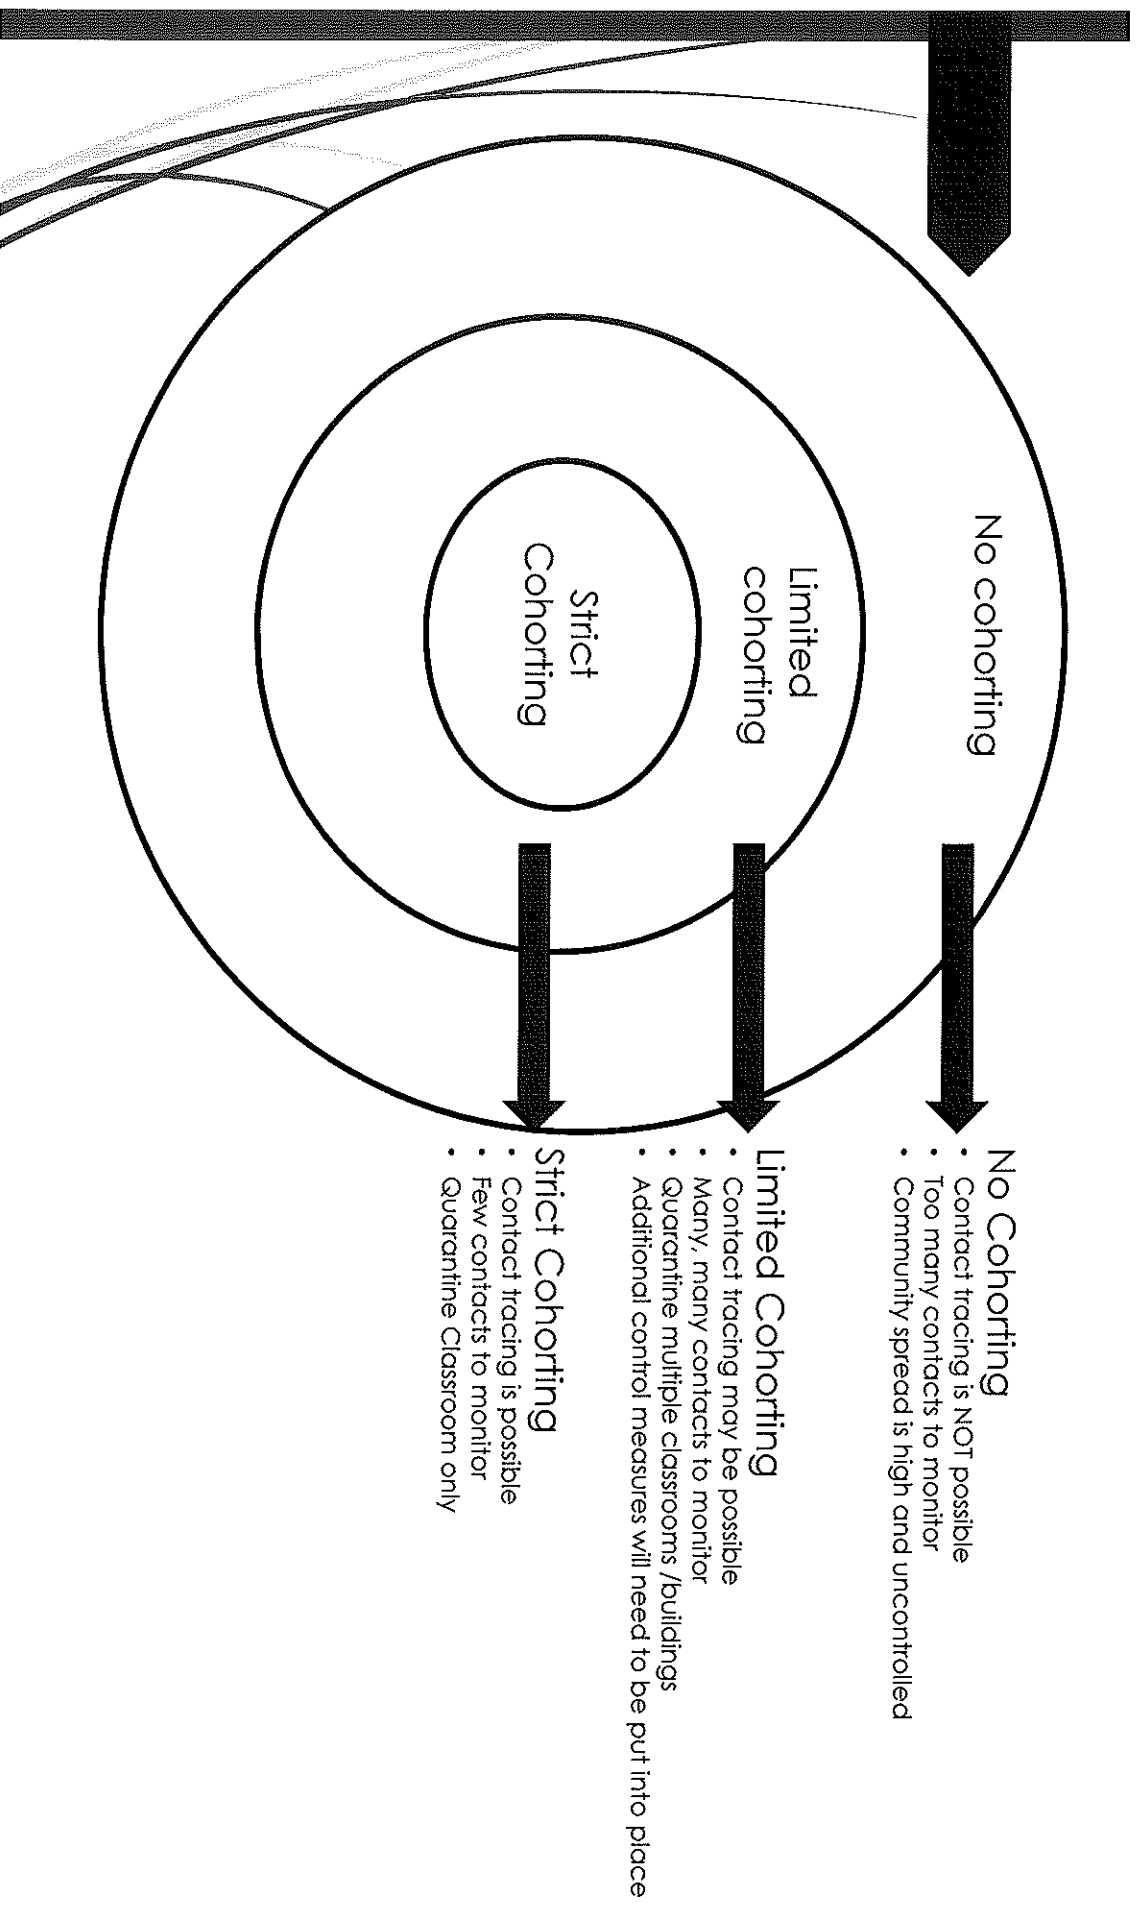 No cohorting
Limited
cohorting
Strict
Cohorting
No Cohorting
• Contact tracing is NOT possible
• Too many contacts to monitor
• Community spread is high and uncontrolled
Limited Cohorting
• Contact tracing may be possible
• Many, many contacts to monitor
• Quarantine multiple classrooms /buildings
• Additional control measures will need to be put into place
Strict Cohorting
• Contact tracing is possible
• Few contacts to monitor
• Quarantine Classroom only